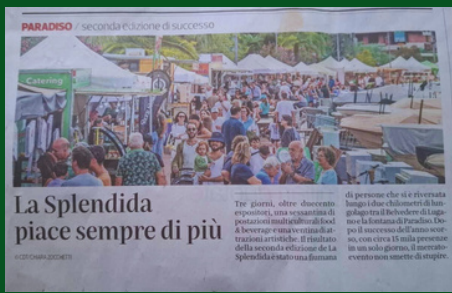 PARADISO / seconda edizione di successo
Catering
La Splendida
piace sempre di più
Tre giorni, oltre duecento
espositori, una sessantina di
postazioni multiculturali food
& beverage e una ventina di at-
trazioni artistiche. Il risultato
della seconda edizione de La
Splendida è stato una fiumana
di persone che si è riversata
lungo i due chilometri di lun-
golago tra il Belvedere di Luga-
no e la fontana di Paradiso. Do-
po il successo dell'anno scor-
so, con circa 15 mila presenze
in un solo giorno, il mercato-
evento non smette di stupire.